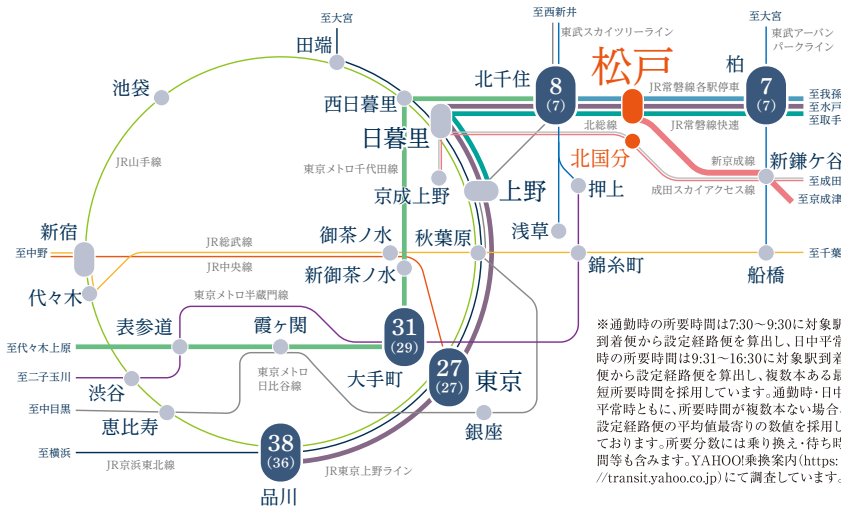 至大宮
至西新井
至大宮
東武スカイツリーライン
東武アーバン
パークライン
田端
池袋
北千住
松戸
柏
8
(7)
7
(7)
JR常磐線各駅停車
至我孫
至水戸
至取手
西日暮里
日暮里
北総線
JR常磐線快速
JR山手線
東京メトロ千代田線
北国分
新京成線
新鎌ケ谷
京成上野
上野
押上
成田スカイアクセス線
至成田
至京成津
新宿
JR総武線
御茶ノ水
秋葉原
浅草
至中野
JR中央線
新御茶ノ水
錦糸町
船橋
至千葉
代々木
東京メトロ半蔵門線
表参道
霞ヶ関
31
(29)
至代々木上原
大手町
27
(27)
東京
至二子玉川
渋谷
東京メトロ
日比谷線
至中目黒
恵比寿
銀座
38
(36)
至横浜
JR京浜東北線
JR東京上野ライン
品川
※通勤時の所要時間は7:30〜9:30に対象駅
到着便から設定経路便を算出し、日中平常
時の所要時間は9:31〜16:30に対象駅到着
便から設定経路便を算出し、複数本ある最
短所要時間を採用しています。通勤時・日中
平常時ともに、所要時間が複数本ない場合、
設定経路便の平均値最寄りの数値を採用し
ております。所要分数には乗り換え・待ち時
間等も含みます。YAHOO!乗換案内(https:
//transit.yahoo.co.jp)にて調査しています。